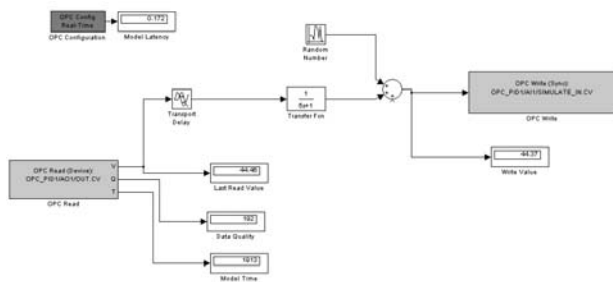 OPC Config
Real-Time
OPC Configuration
0.172
Model Latency
Random
Number
Transport
Delay
1
5s+1
Transfer Fcn
OPC Write (Sync):
OPC_PID1/AI1/SIMULATE_IN.CV
OPC Write
44.37
Write Value
OPC Read (Device):
OPC_PID1/AO1/OUT.CV
V
Q
T
OPC Read
44.46
Last Read Value
192
Data Quality
1813
Model Time